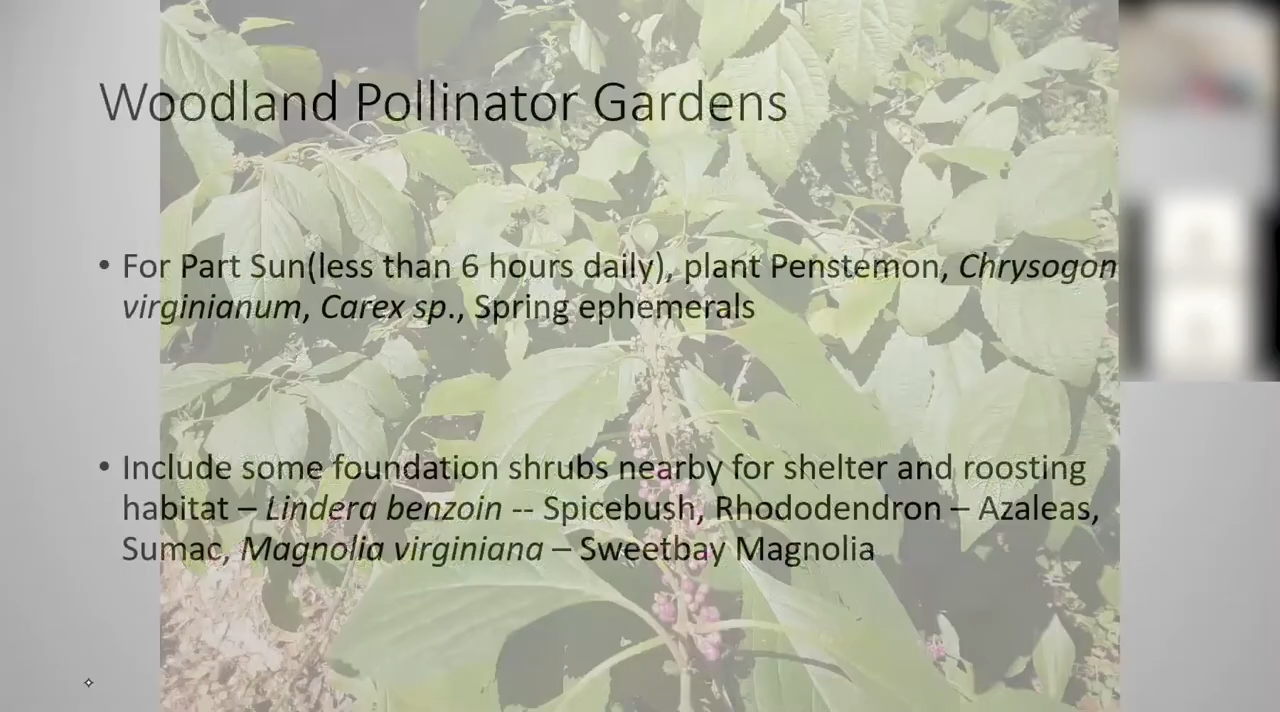 Woodland Pollinator Gardens
• For Part Sun(less than 6 hours daily), plant Penstemon, Chrysogon
virginianum, Carex sp., Spring ephemerals
• Include some foundation shrubs nearby for shelter and roosting
habitat – Lindera benzoin -- Spicebush, Rhododendron – Azaleas,
Sumac, Magnolia virginiana – Sweetbay Magnolia